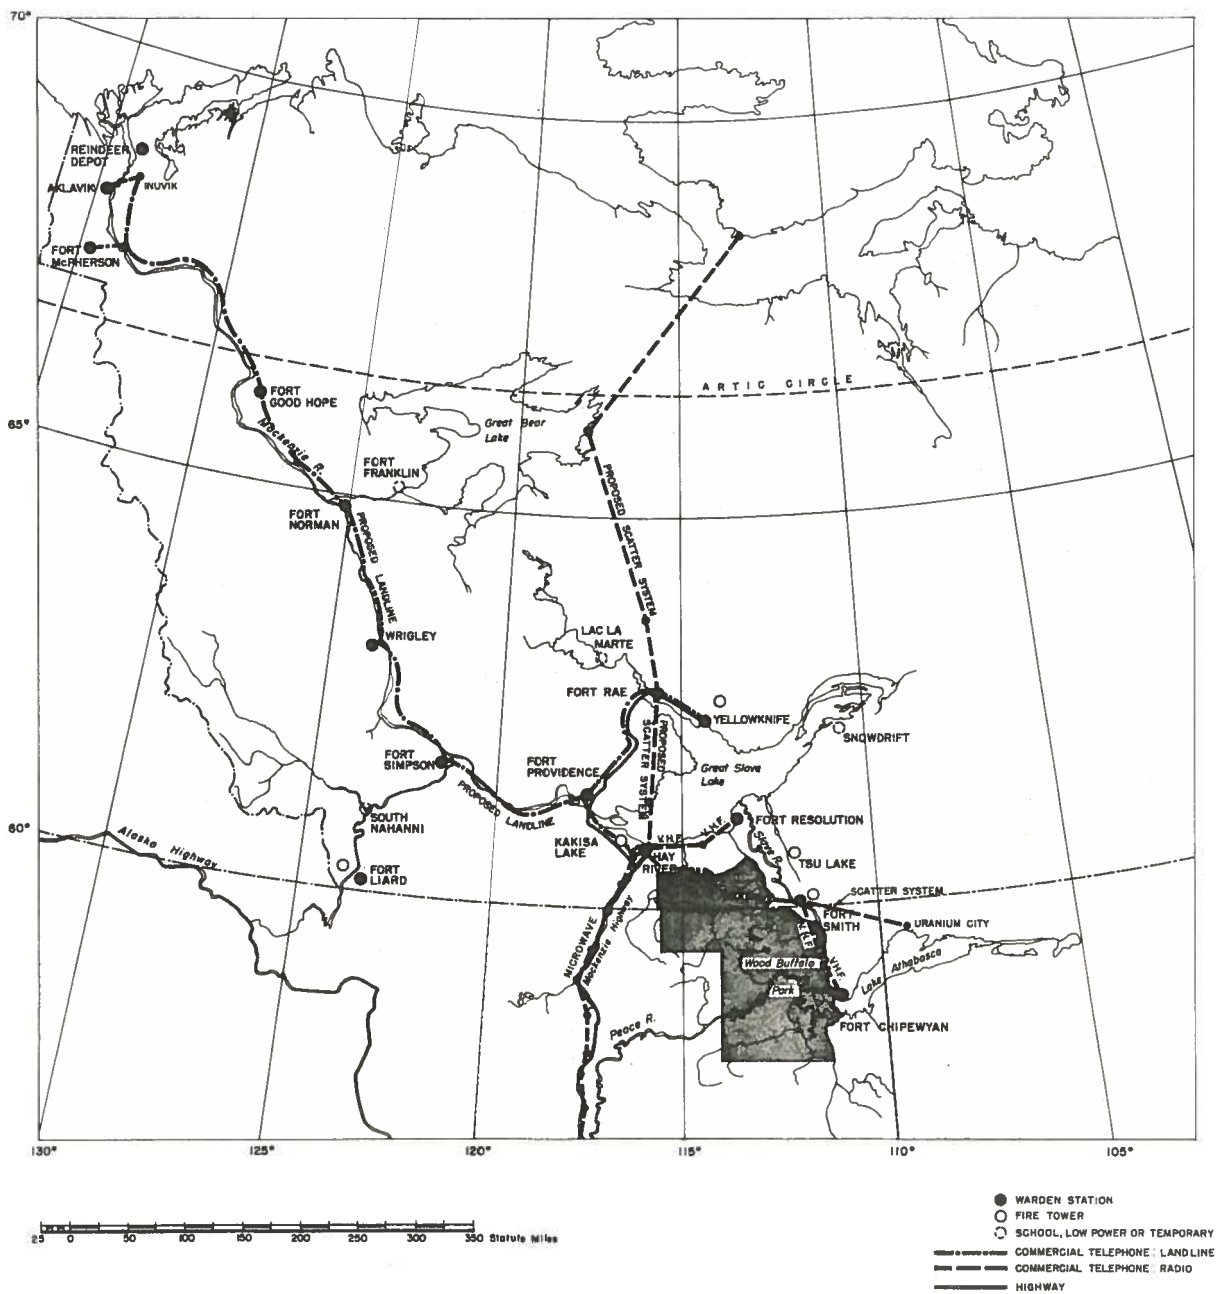 70°
REINDEER
DEPOT
AKLAVIK
INUVIK
FORT
McPHERSON
ARTIC CIRCLE
FORT
GOOD HOPE
Great Bear
Lake
65°
Mackenzie R.
FORT
FRANKLIN
FORT
NORMAN
PROPOSED LANDLINE
PROPOSED SCATTER SYSTEM
WRIGLEY
LAC LA
MARTE
FORT RAE
YELLOWKNIFE
SNOWDRIFT
FORT
SIMPSON
FORT
PROVIDENCE
PROPOSED
SCATTER SYSTEM
Great Slave
Lake
PROPOSED LANDLINE
SOUTH
NAHANNI
60°
Alaska Highway
KAKISA
LAKE
V.H.F.
V.H.F.
FORT RESOLUTION
Slave R.
HAY
RIVER
TSU LAKE
FORT
LIARD
SCATTER SYSTEM
FORT
SMITH
URANIUM CITY
MICROWAVE
Mackenzie Highway
V.H.F.
V.H.F.
Wood Buffalo
Park
Lake Athabasca
Peace R.
FORT CHIPEWYAN
130°
125°
120°
115°
110°
105°
25 0 50 100 150 200 250 300 350 Statute Miles
WARDEN STATION
FIRE TOWER
SCHOOL, LOW POWER OR TEMPORARY
COMMERCIAL TELEPHONE: LANDLINE
COMMERCIAL TELEPHONE: RADIO
HIGHWAY